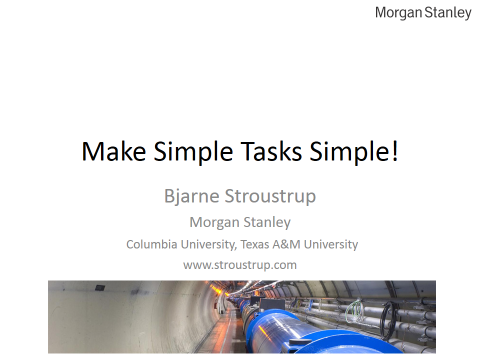 Morgan Stanley
Make Simple Tasks Simple!
Bjarne Stroustrup
Morgan Stanley
Columbia University, Texas A&M University
www.stroustrup.com